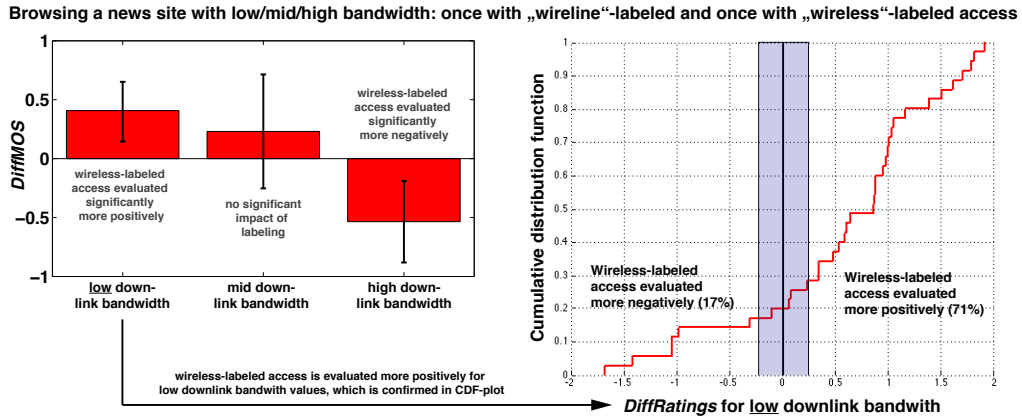 Browsing a news site with low/mid/high bandwidth: once with „wireline“-labeled and once with „wireless“-labeled access
DiffMOS
1
0.5
0
−0.5
−1
wireless-labeled
access evaluated
significantly
more positively
no significant
impact of
labeling
wireless-labeled
access evaluated
significantly
more negatively
low down-
link bandwidth
mid down-
link bandwidth
high down-
link bandwidth
wireless-labeled access is evaluated more positively for
low downlink bandwith values, which is confirmed in CDF-plot
Cumulative distribution function
1
0.9
0.8
0.7
0.6
0.5
0.4
0.3
0.2
0.1
0
Wireless-labeled
access evaluated
more negatively (17%)
Wireless-labeled
access evaluated
more positively (71%)
-2
-1.5
-1
-0.5
0
0.5
1
1.5
2
DiffRatings for low downlink bandwith